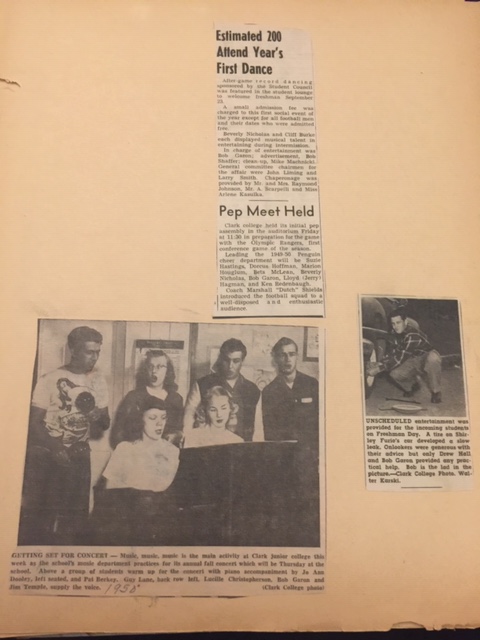 Estimated 200
Attend Year's
First Dance
After-game record dancing
sponsored by the Student Council
was featured in the student lounge
to welcome freshmen September
23.
A small admission fee was
charged to this first social event of
the year except for all football men
and their dates who were admitted
free.
Beverly Nicholas and Cliff Burke
each displayed musical talent in
entertaining during intermission.
In charge of entertainment was
Bob Garon; advertisement, Bob
clean-up, Mike
General committee chairmen for
the affair were John Liming and
Larry Smith. Chaperonage was
provided by Mr. and Mrs. Raymond
Johnson, Mr. A. Scarpelli and Miss
Arlene Kamilka.
Pep Meet Held
Clark college held its initial pep
assembly in the auditorium Friday
at 11:30 in preparation for the game
with the Olympic Rangers, first
conference game of the season.
Leading the 1949-50 Penguin
cheer department will be Susie
Hastings, Donna Hoffman, Marion
Houglum, Beta McLean, Beverly
Nicholas, Bob Garon, Lloyd (Jerry)
Hagman, and Ken Bedenbaugh.
Coach Marshall "Dutch" Shields
introduced the football squad to a
well-disposed and enthusiastic
audience.
UNSCHEDULED entertainment was
provided for the incoming students
on Freshman Day. A tire on Shir-
ley Furie's car developed a slow
leak. Onlookers were generous with
their advice but only Drew Hall
and Bob Garon provided any prac-
tical help. Bob is the lad in the
picture.—Clark College Photo, Wal-
ter Karski.
GETTING SET FOR CONCERT — Music, music, music is the main activity at Clark junior college this
week as the school's music department practices for its annual fall concert which will be Thursday at the
school. Above a group of students warm up for the concert with piano accompaniment by Jo Ann
Dooley, left seated, and Pat Berkey. Guy Lane, back row left, Lucille Christopherson, Bob Garon and
Jim Temple, supply the voice. 1950 (Clark College photo)